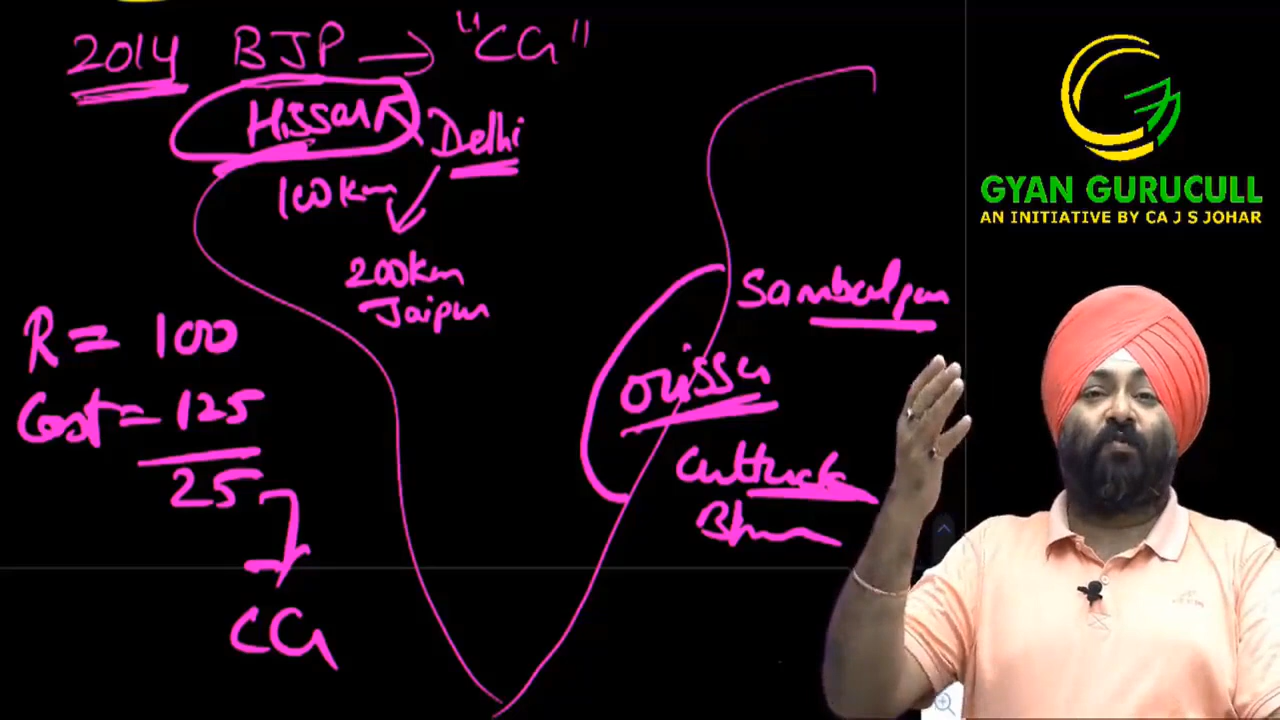 2014 BJP → "CG"
Hissar
Delhi
100km
200km
Jaipur
R = 100
Cost = 125
25
CG
Sambalpur
Orissa
Cuttack
GYAN GURUCULL
AN INITIATIVE BY CA J S JOHAR